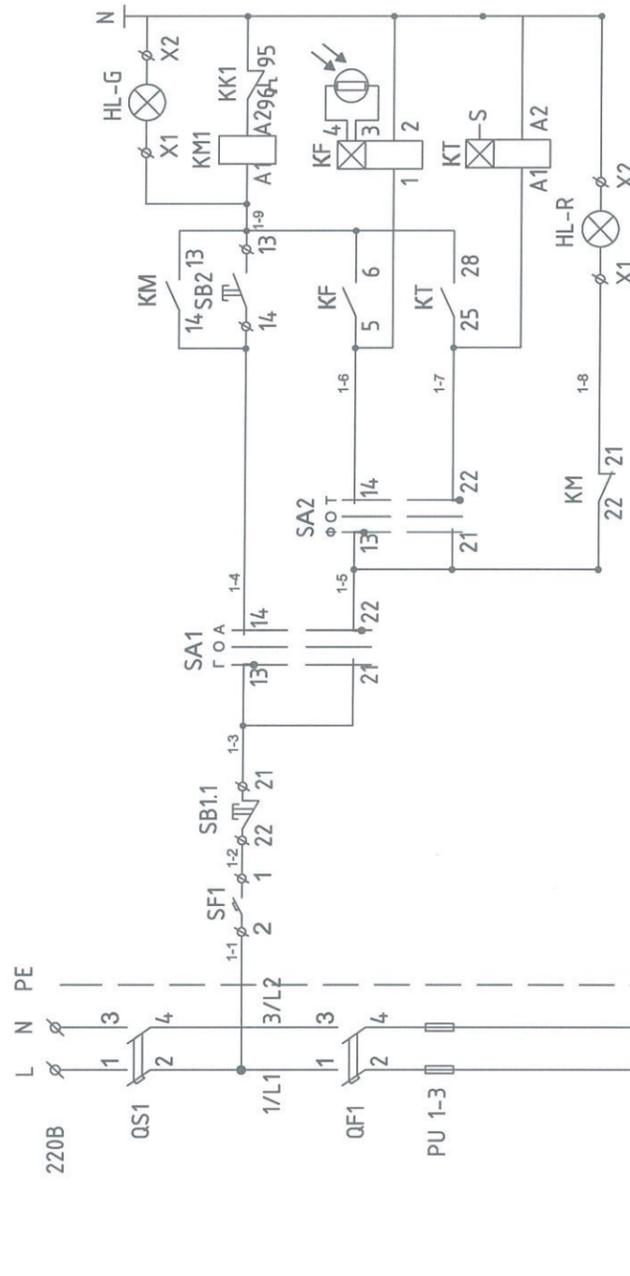 L N PE
220В
N
HL-G
X1 X2
1 3
QS1
2 4
KM
14 13
SA1
Г О А
KM1
KK1
SB2
SB1.1
SF1
1-1
1-2
1-3
1-4
1-9
2 1
22 21
13 14
14 13
A1 A2
96 95
1/L1 3/L2
SA2
Ф О Т
KF
KF
4
3
1 3
QF1
2 4
1-5
1-6
21 22
13 14
5 6
1 2
KT
KT
S
PU 1-3
1-7
21 22
25 28
A1 A2
HL-R
KM
1-8
22 21
X1 X2